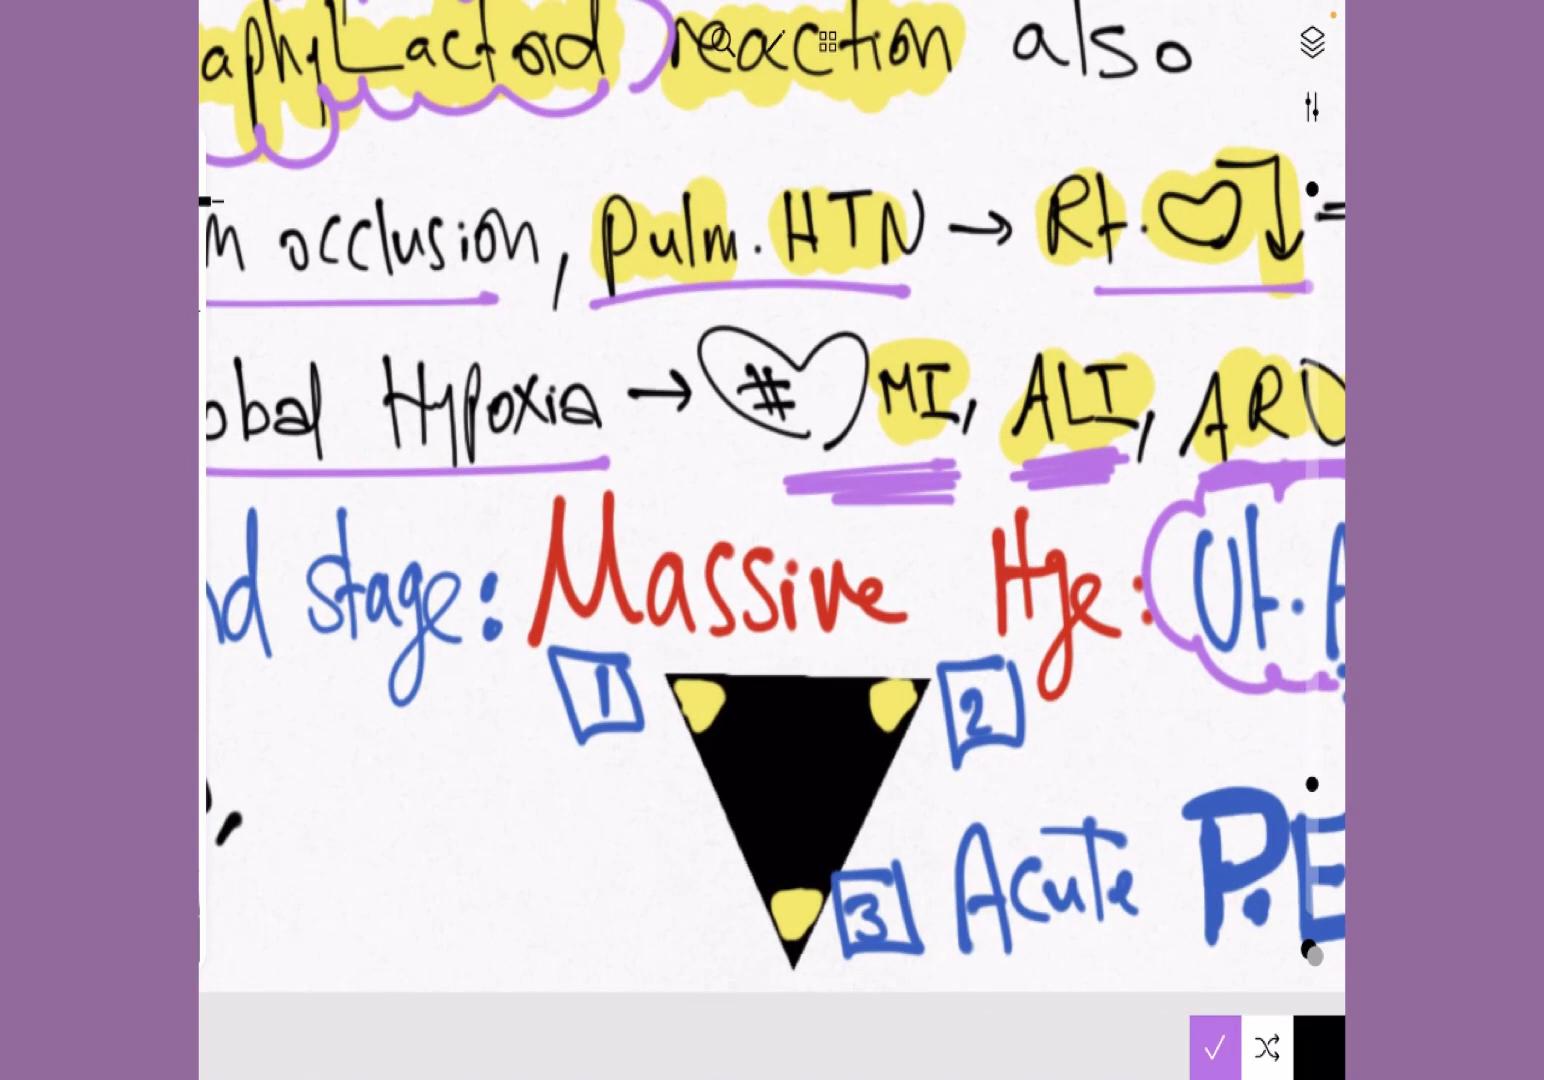 aphyLactoid) reaction also
m occlusion, pulm. HTN → Rt. ♡↓ =
obal Hypoxia → # MI, ALI, ARD
nd stage: Massive Hge: Ut. A
1 2
3 Acute P.E